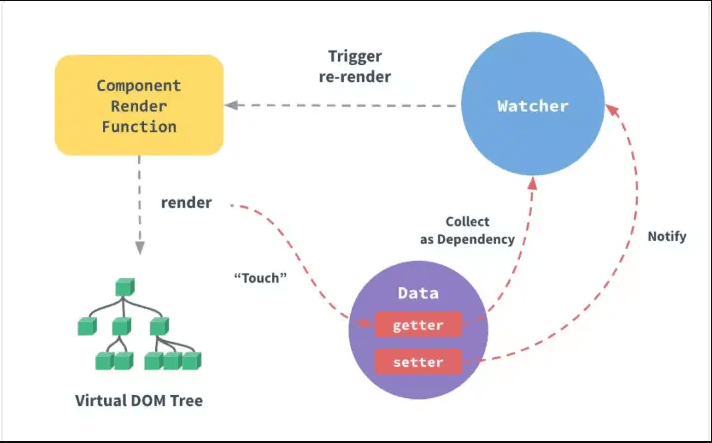 Component
Render
Function
Trigger
re-render
Watcher
render
Collect
as Dependency
Notify
“Touch”
Data
getter
setter
Virtual DOM Tree